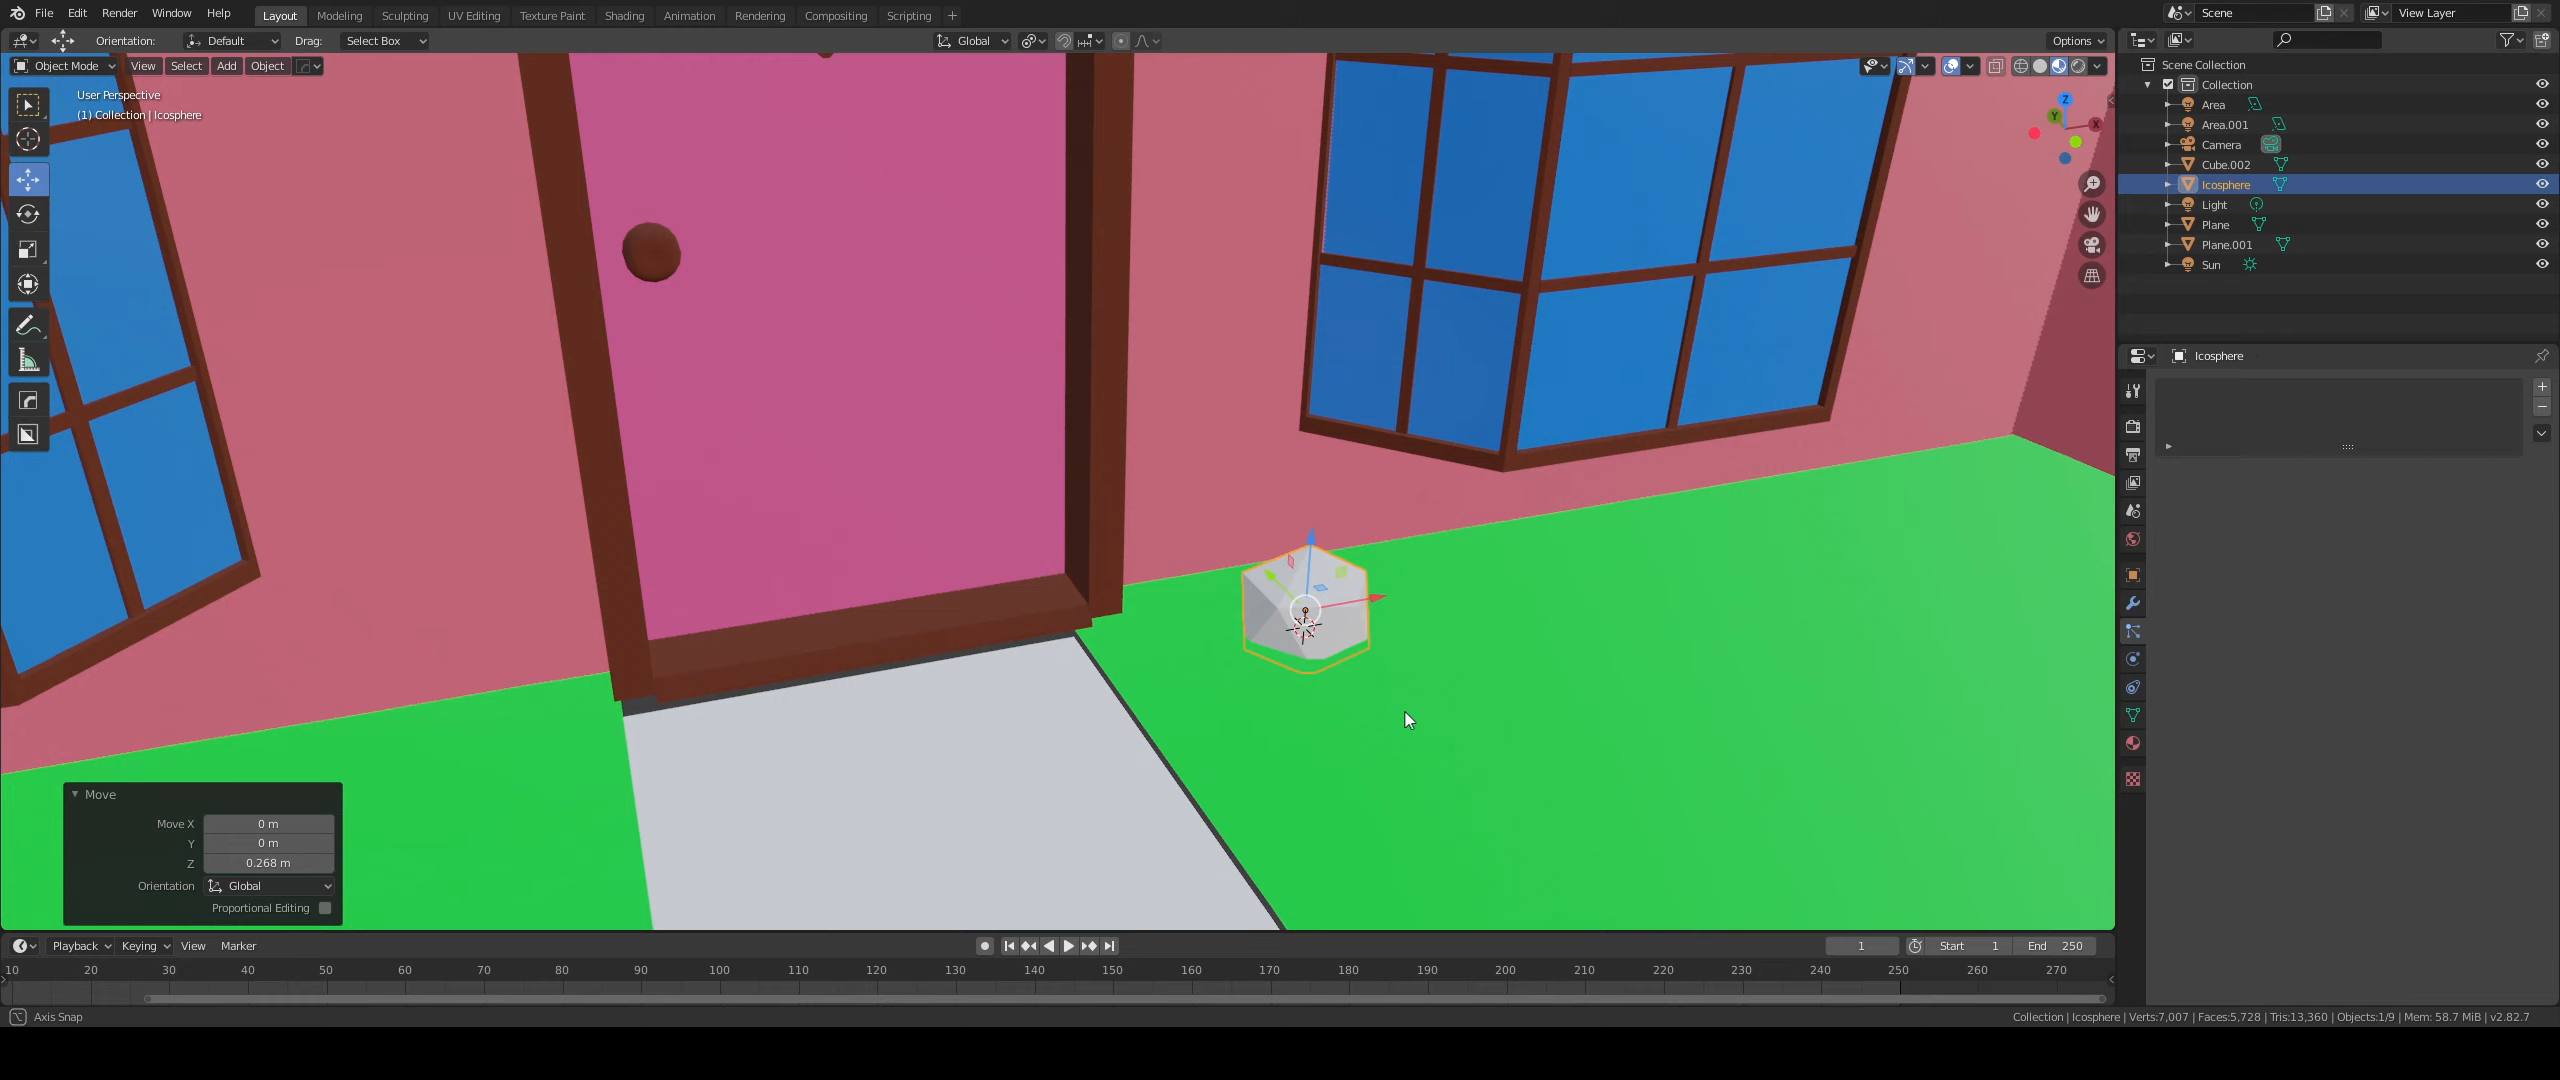 File Edit Render Window Help Layout Modeling Sculpting UV Editing Texture Paint Shading Animation Rendering Compositing Scripting + Scene View Layer
Orientation: Default Drag: Select Box Global Options
Object Mode View Select Add Object
User Perspective
(1) Collection | Icosphere
Z
Y
X
Scene Collection
Collection
Area
Area.001
Camera
Cube.002
Icosphere
Light
Plane
Plane.001
Sun
Icosphere
Move
Move X 0 m
Y 0 m
Z 0.268 m
Orientation Global
Proportional Editing
Playback Keying View Marker 1 Start 1 End 250
10 20 30 40 50 60 70 80 90 100 110 120 130 140 150 160 170 180 190 200 210 220 230 240 250 260 270
Axis Snap Collection | Icosphere | Verts:7,007 | Faces:5,728 | Tris:13,360 | Objects:1/9 | Mem: 58.7 MiB | v2.82.7